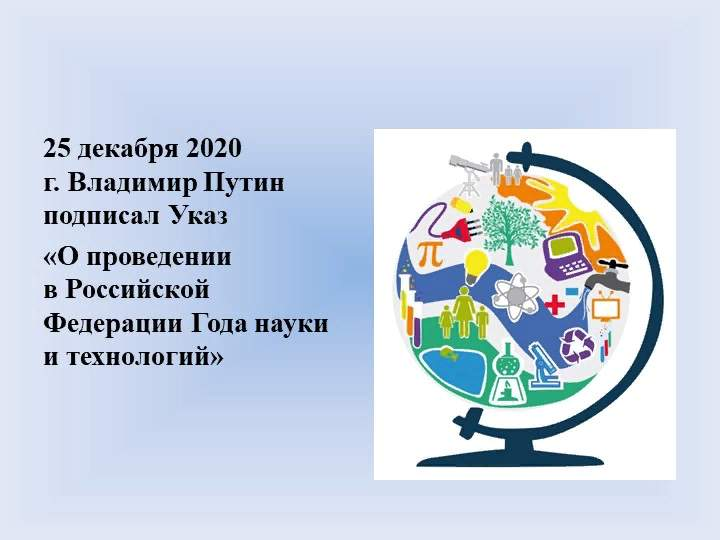 25 декабря 2020
г. Владимир Путин
подписал Указ
«О проведении
в Российской
Федерации Года науки
и технологий»
π